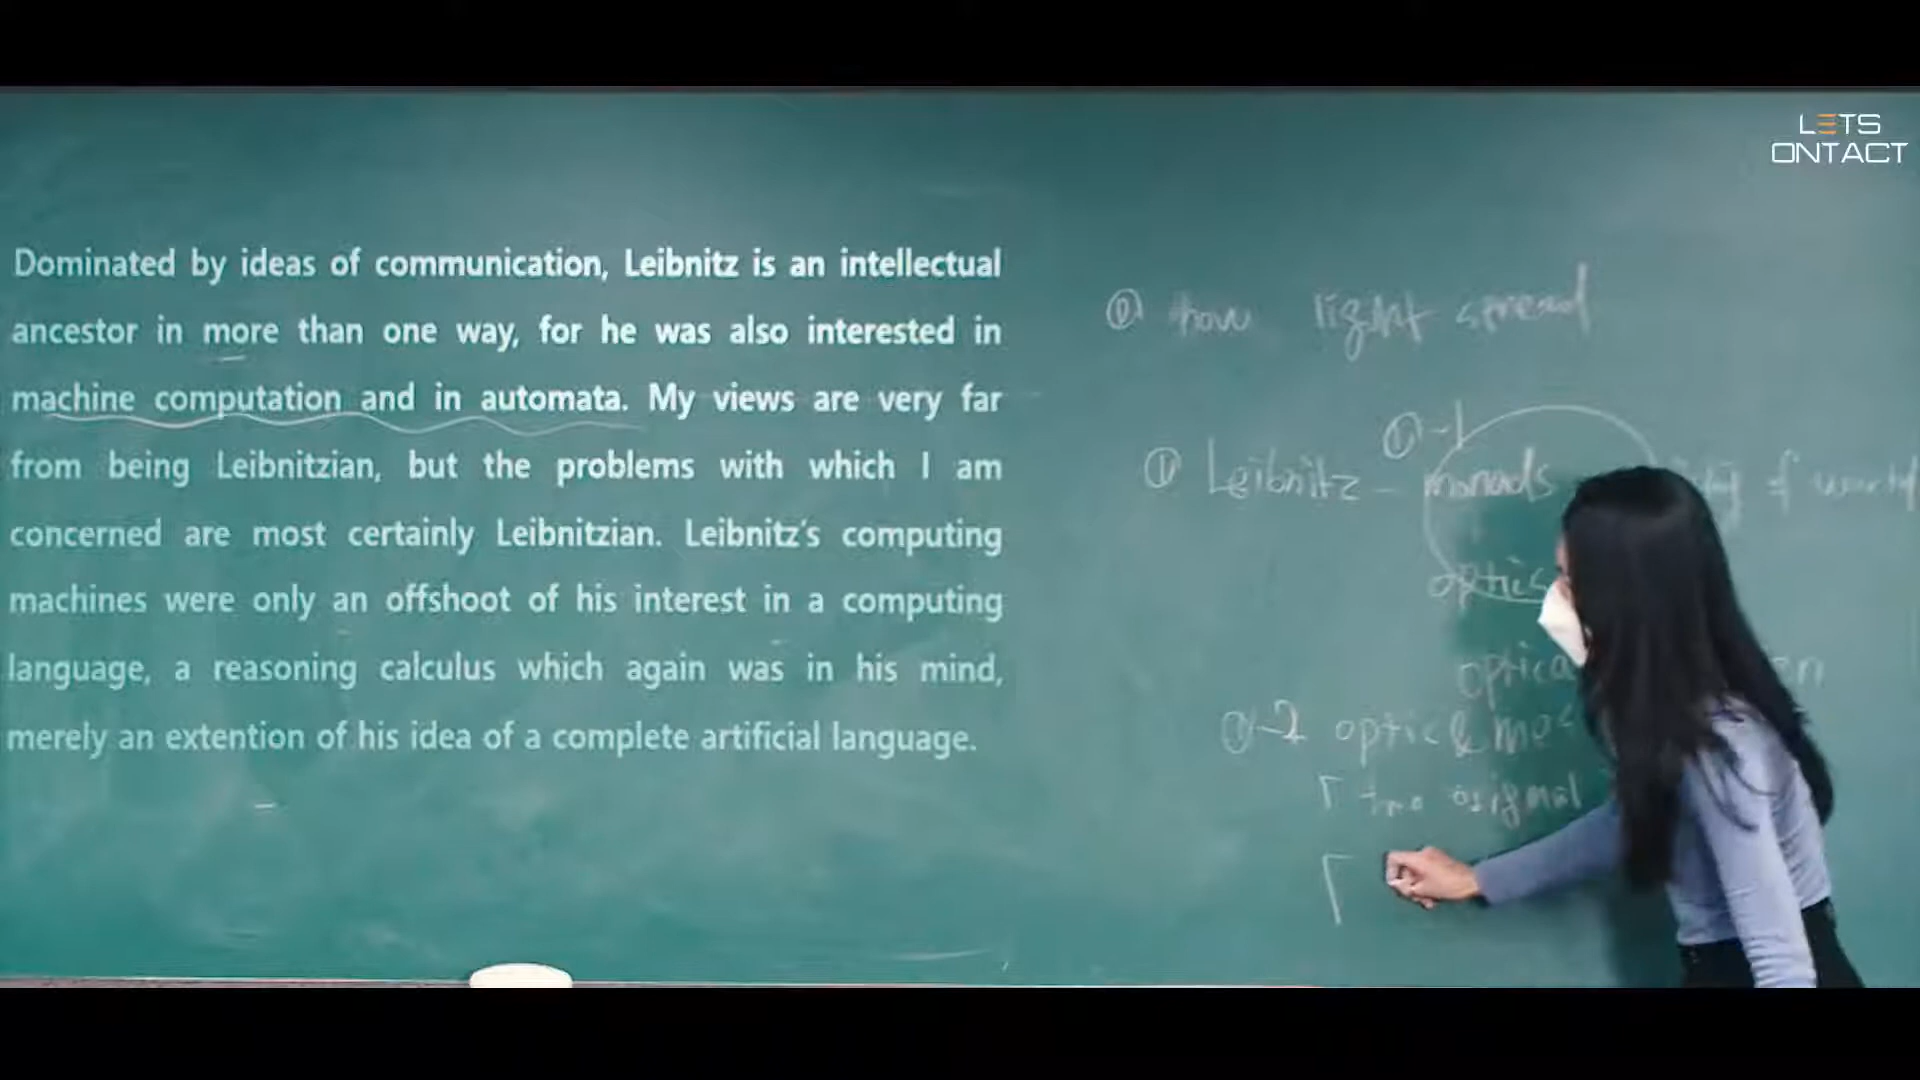 LETS
ONTACT
Dominated by ideas of communication, Leibnitz is an intellectual
ancestor in more than one way, for he was also interested in
machine computation and in automata. My views are very far
from being Leibnitzian, but the problems with which I am
concerned are most certainly Leibnitzian. Leibnitz's computing
machines were only an offshoot of his interest in a computing
language, a reasoning calculus which again was in his mind,
merely an extention of his idea of a complete artificial language.
how light spread
①-1
① Leibnitz - monads of world
optics
①-2 optic &
two original